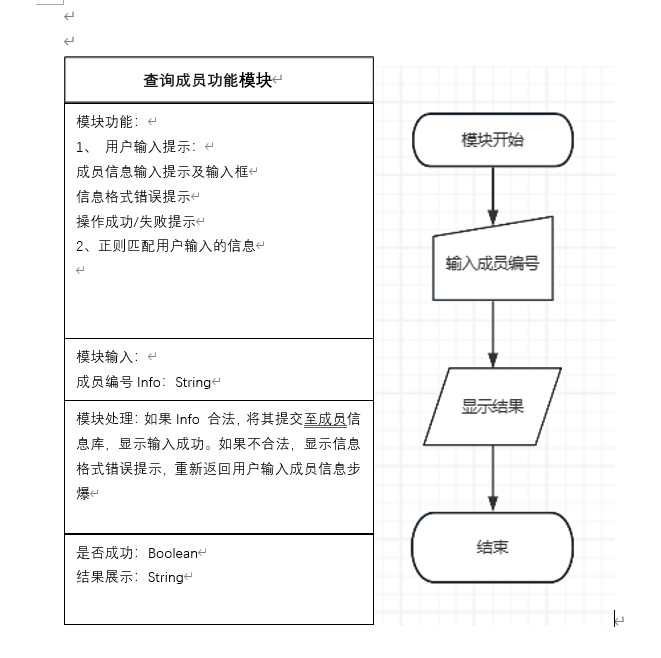 查询成员功能模块
模块功能：
1、 用户输入提示：
成员信息输入提示及输入框
信息格式错误提示
操作成功/失败提示
2、正则匹配用户输入的信息
模块输入：
成员编号 Info：String
模块处理：如果 Info 合法，将其提交至成员信
息库，显示输入成功。如果不合法，显示信息
格式错误提示，重新返回用户输入成员信息步
爆
是否成功：Boolean
结果展示：String
模块开始
输入成员编号
显示结果
结束